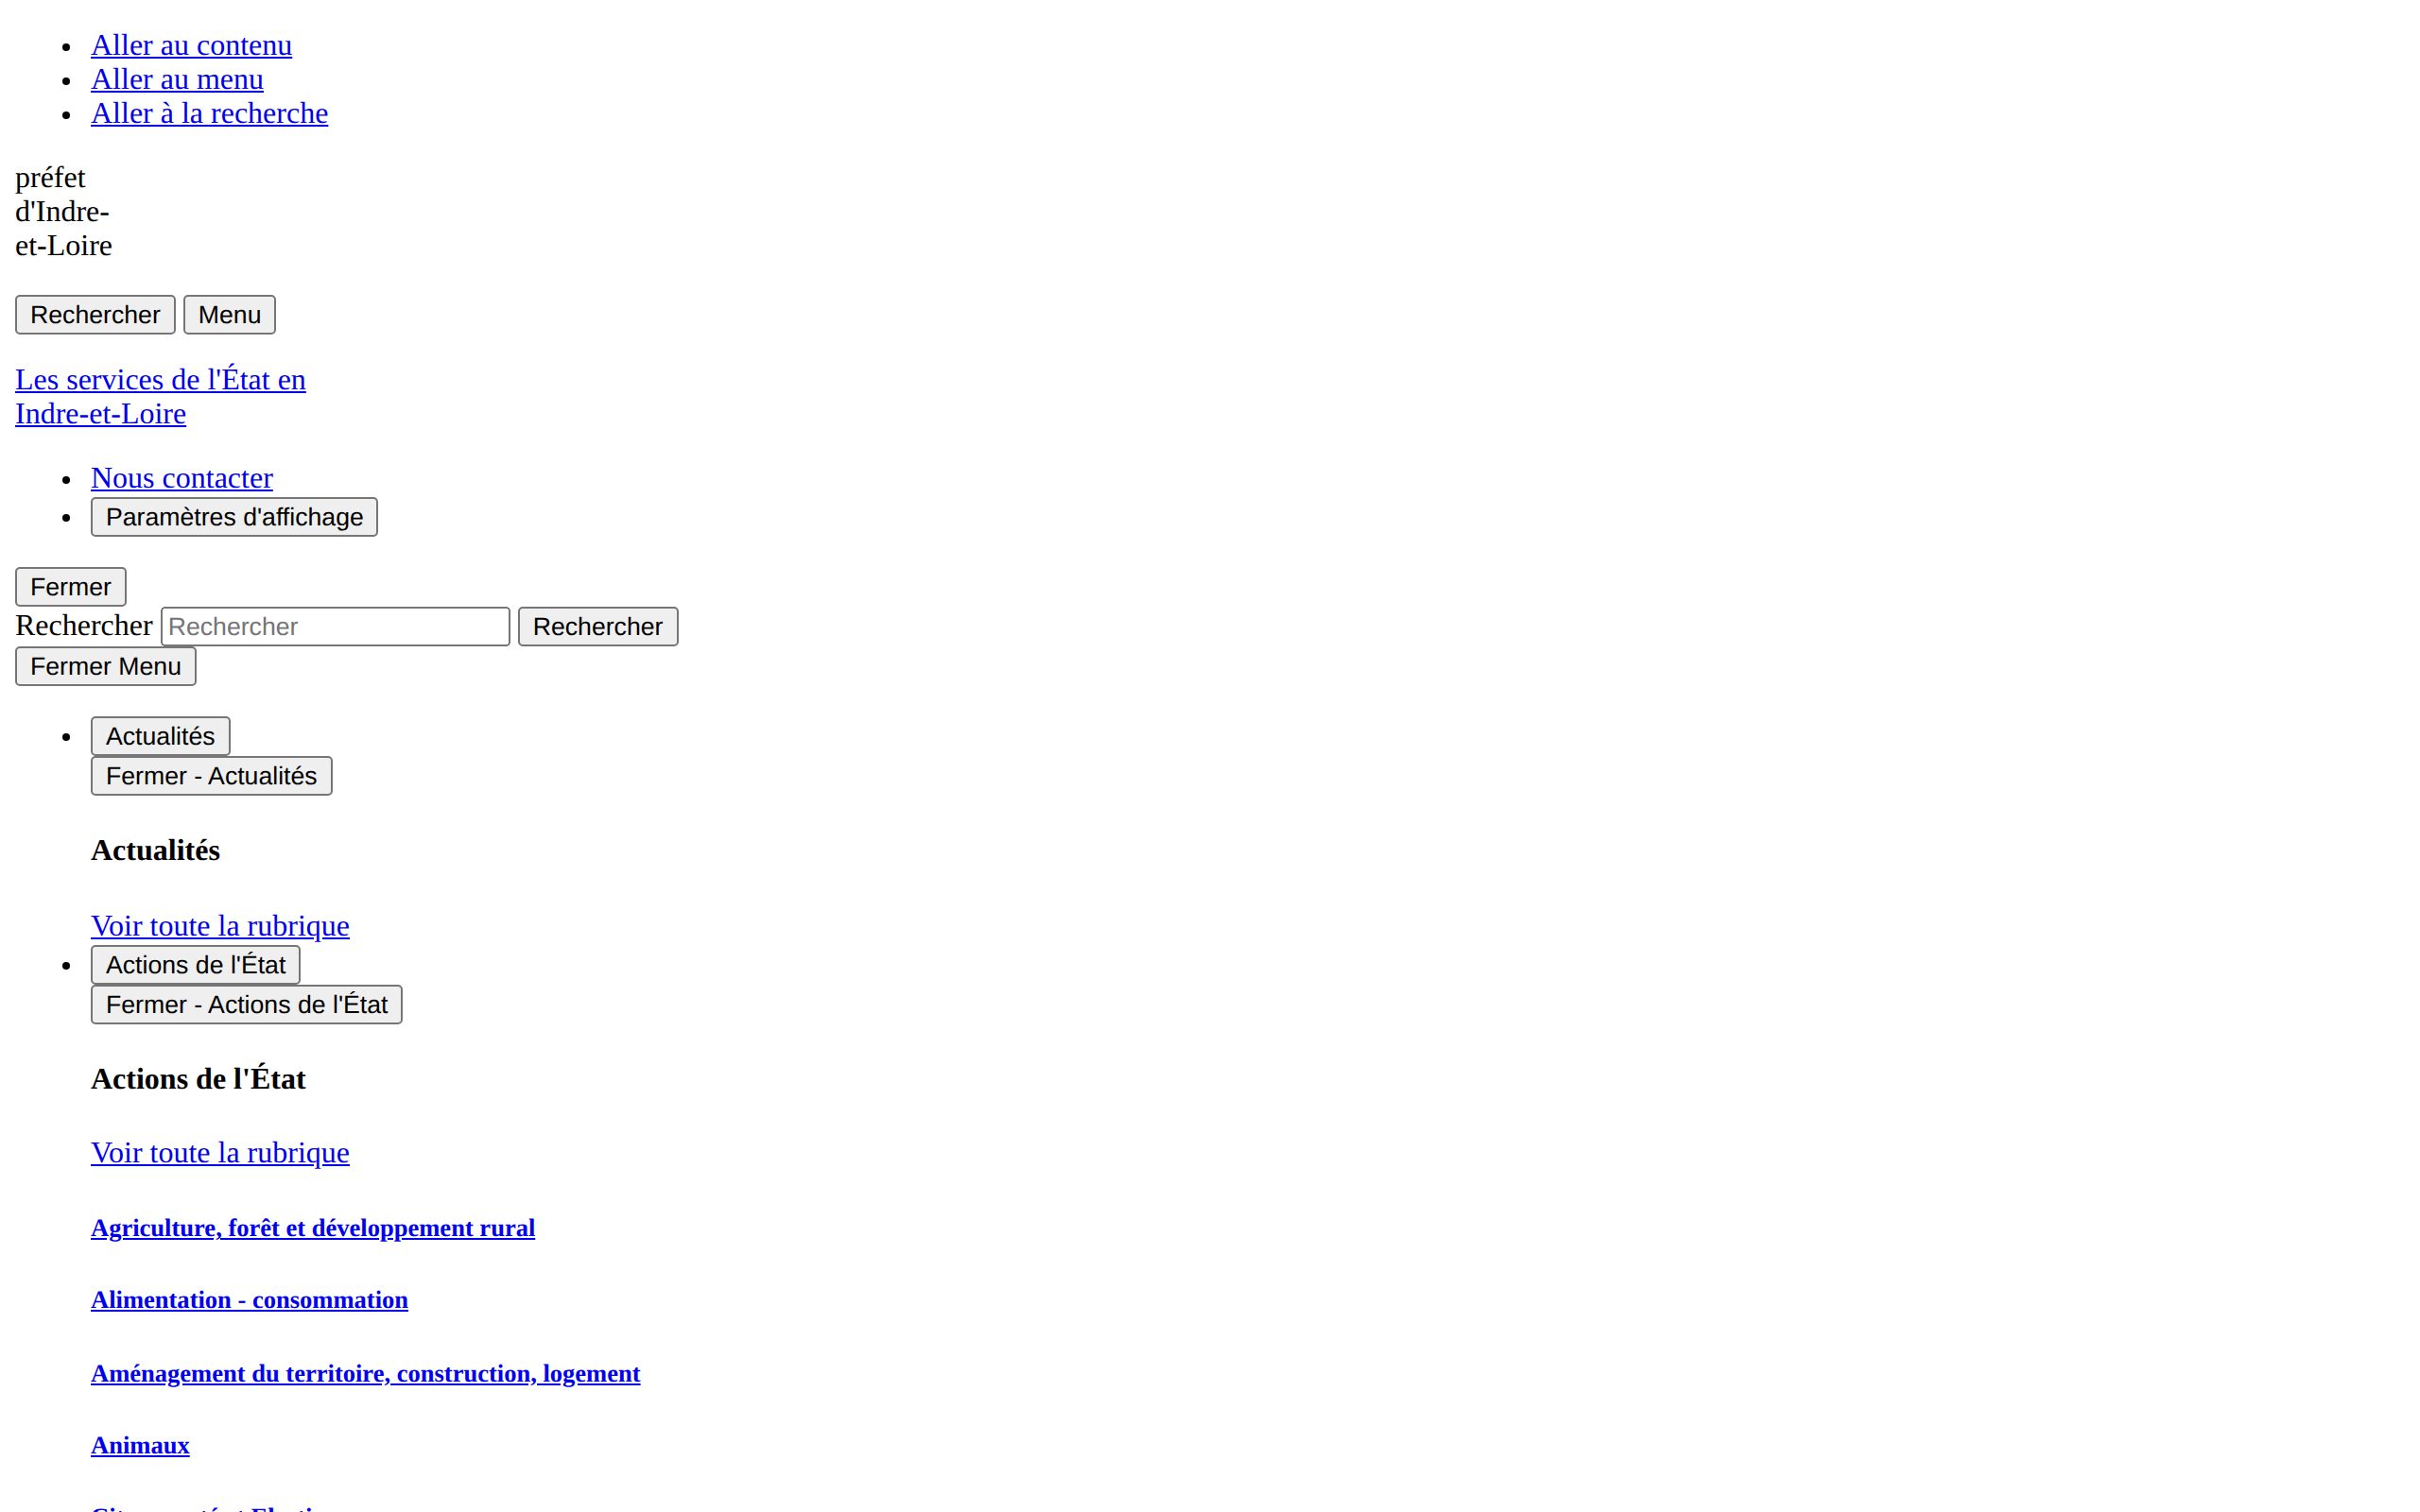 Aller au contenu
Aller au menu
Aller à la recherche
préfet
d'Indre-
et-Loire
Rechercher Menu
Les services de l'État en
Indre-et-Loire
Nous contacter
Paramètres d'affichage
Fermer
Rechercher Rechercher Rechercher
Fermer Menu
Actualités
Fermer - Actualités
Actualités
Voir toute la rubrique
Actions de l'État
Fermer - Actions de l'État
Actions de l'État
Voir toute la rubrique
Agriculture, forêt et développement rural
Alimentation - consommation
Aménagement du territoire, construction, logement
Animaux